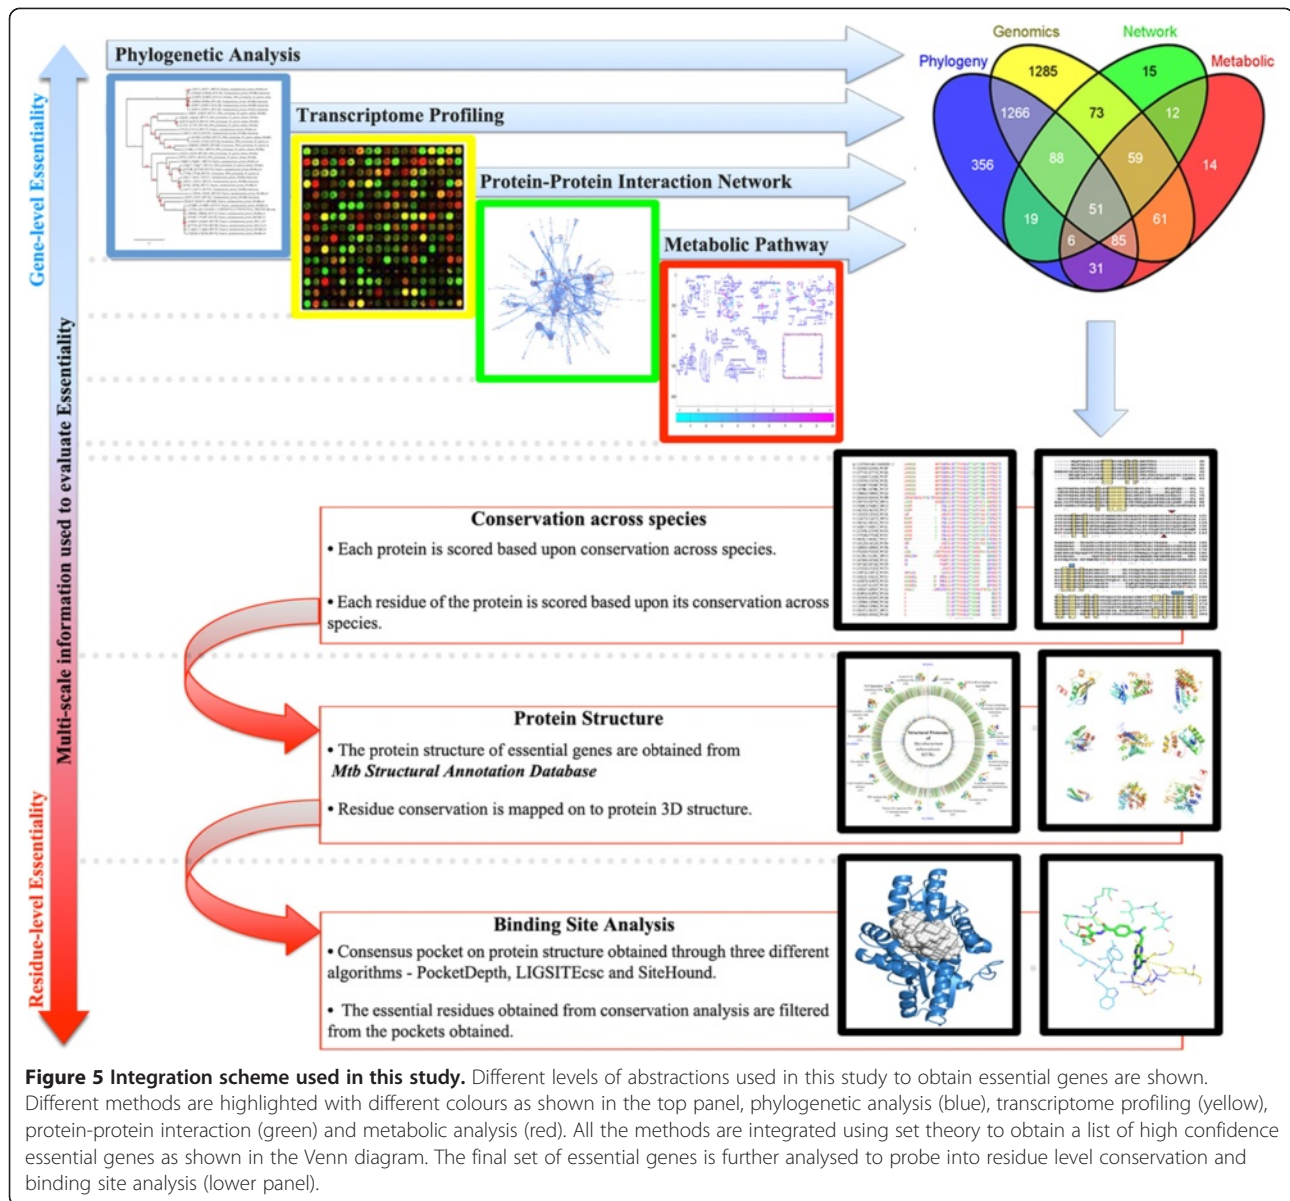 Phylogenetic Analysis
Transcriptome Profiling
Protein-Protein Interaction Network
Metabolic Pathway
Genomics
Network
Phylogeny
Metabolic
1285
15
1266
73
12
356
88
59
14
19
51
61
6
85
31
Gene-level Essentiality
Multi-scale information used to evaluate Essentiality
Residue-level Essentiality
Conservation across species
• Each protein is scored based upon conservation across species.
• Each residue of the protein is scored based upon its conservation across
species.
Protein Structure
• The protein structure of essential genes are obtained from
Mtb Structural Annotation Database
• Residue conservation is mapped on to protein 3D structure.
Binding Site Analysis
• Consensus pocket on protein structure obtained through three different
algorithms - PocketDepth, LIGSITEcsc and SiteHound.
• The essential residues obtained from conservation analysis are filtered
from the pockets obtained.
Figure 5 Integration scheme used in this study. Different levels of abstractions used in this study to obtain essential genes are shown.
Different methods are highlighted with different colours as shown in the top panel, phylogenetic analysis (blue), transcriptome profiling (yellow),
protein-protein interaction (green) and metabolic analysis (red). All the methods are integrated using set theory to obtain a list of high confidence
essential genes as shown in the Venn diagram. The final set of essential genes is further analysed to probe into residue level conservation and
binding site analysis (lower panel).